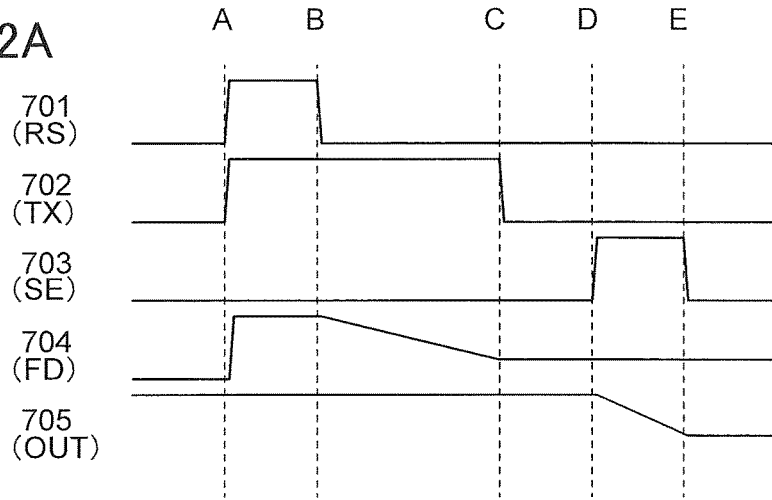 2A
A B C D E
701
(RS)
702
(TX)
703
(SE)
704
(FD)
705
(OUT)